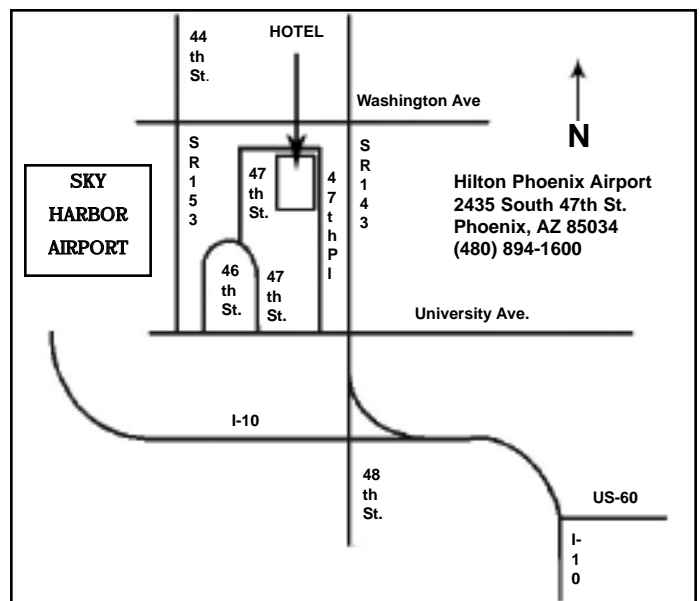 HOTEL
44
th
St.
Washington Ave
N
S
R
1
5
3
S
R
1
4
3
SKY
HARBOR
AIRPORT
47
th
St.
4
7
t
h
P
l
Hilton Phoenix Airport
2435 South 47th St.
Phoenix, AZ 85034
(480) 894-1600
46
th
St.
47
th
St.
University Ave.
I-10
48
th
St.
US-60
I-
1
0